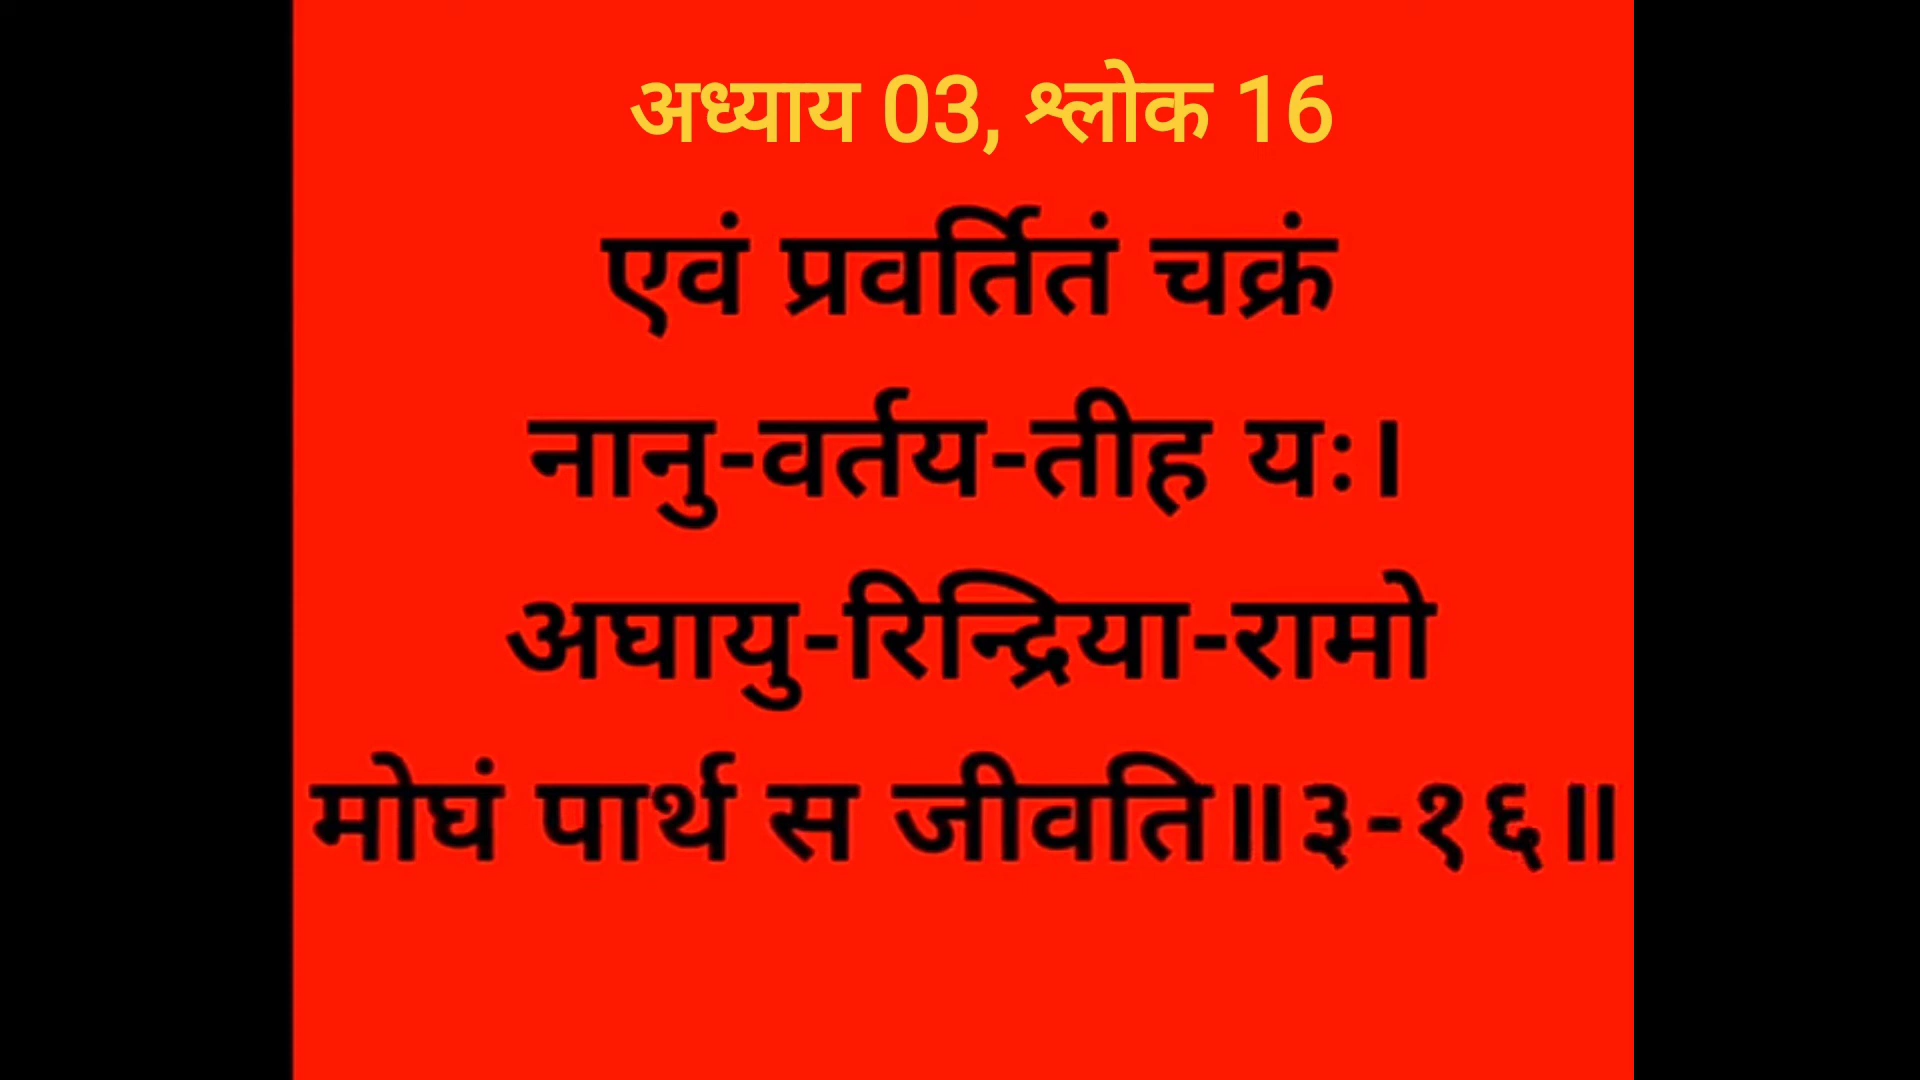 अध्याय 03, श्लोक 16
एवं प्रवर्तितं चक्रं
नानु-वर्तय-तीह यः।
अघायु-रिन्द्रिया-रामो
मोघं पार्थ स जीवति॥३-१६॥